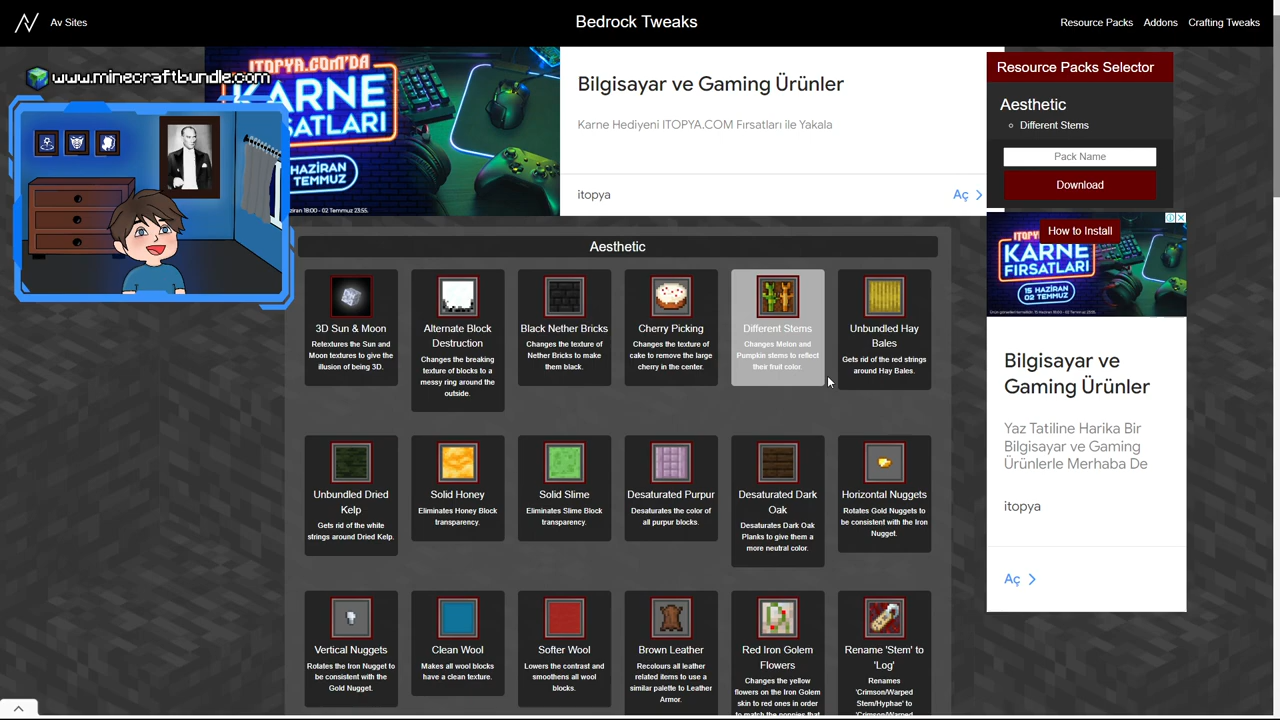 Av Sites
Bedrock Tweaks
Resource Packs
Addons
Crafting Tweaks
www.minecraftbundle.com
ITOPYA.COM'DA
KARNE
FIRSATLARI
HAZİRAN
TEMMUZ
Bilgisayar ve Gaming Ürünler
Karne Hediyeni ITOPYA.COM Fırsatları ile Yakala
itopya
Aç
Resource Packs Selector
Aesthetic
Different Stems
Pack Name
Download
How to Install
KARNE
FIRSATLARI
15 HAZİRAN
02 TEMMUZ
Bilgisayar ve
Gaming Ürünler
Yaz Tatiline Harika Bir
Bilgisayar ve Gaming
Ürünlerle Merhaba De
itopya
Aç
Aesthetic
3D Sun & Moon
Retextures the Sun and
Moon textures to give the
illusion of being 3D.
Alternate Block
Destruction
Changes the breaking
texture of blocks to a
messy ring around the
outside.
Black Nether Bricks
Changes the texture of
Nether Bricks to make
them black.
Cherry Picking
Changes the texture of
cake to remove the large
cherry in the center.
Different Stems
Changes Melon and
Pumpkin stems to reflect
their fruit color.
Unbundled Hay
Bales
Gets rid of the red strings
around Hay Bales.
Unbundled Dried
Kelp
Gets rid of the white
strings around Dried Kelp.
Solid Honey
Eliminates Honey Block
transparency.
Solid Slime
Eliminates Slime Block
transparency.
Desaturated Purpur
Desaturates the color of
all purpur blocks.
Desaturated Dark
Oak
Desaturates Dark Oak
Planks to give them a
more neutral color.
Horizontal Nuggets
Rotates Gold Nuggets to
be consistent with the Iron
Nugget.
Vertical Nuggets
Rotates the Iron Nugget to
be consistent with the
Gold Nugget.
Clean Wool
Makes all wool blocks
have a clean texture.
Softer Wool
Lowers the contrast and
smoothens all wool
blocks.
Brown Leather
Recolours all leather
related items to use a
similar palette to Leather
Armor.
Red Iron Golem
Flowers
Changes the yellow
flowers on the Iron Golem
skin to red ones in order
to match the poppies that
Rename 'Stem' to
'Log'
Renames
'Crimson/Warped
Stem/Hyphae' to
'Crimson/Warped